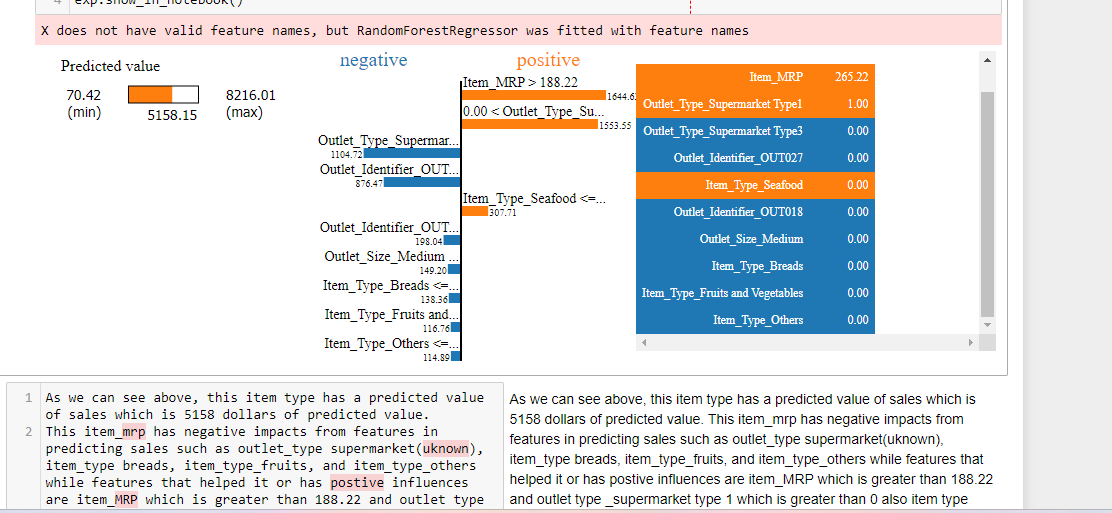 4 exp.show_in_notebook()
X does not have valid feature names, but RandomForestRegressor was fitted with feature names
Predicted value
70.42
(min)
5158.15
8216.01
(max)
negative
positive
Item_MRP > 188.22
1644.6
0.00 < Outlet_Type_Su...
1553.55
Outlet_Type_Supermar...
1104.72
Outlet_Identifier_OUT...
876.47
Item_Type_Seafood <=...
307.71
Outlet_Identifier_OUT...
198.04
Outlet_Size_Medium ...
149.20
Item_Type_Breads <=...
138.36
Item_Type_Fruits and...
116.76
Item_Type_Others <=...
114.89
Item_MRP 265.22
Outlet_Type_Supermarket Type1 1.00
Outlet_Type_Supermarket Type3 0.00
Outlet_Identifier_OUT027 0.00
Item_Type_Seafood 0.00
Outlet_Identifier_OUT018 0.00
Outlet_Size_Medium 0.00
Item_Type_Breads 0.00
Item_Type_Fruits and Vegetables 0.00
Item_Type_Others 0.00
1 As we can see above, this item type has a predicted value
of sales which is 5158 dollars of predicted value.
2 This item_mrp has negative impacts from features in
predicting sales such as outlet_type supermarket(uknown),
item_type breads, item_type_fruits, and item_type_others
while features that helped it or has postive influences
are item_MRP which is greater than 188.22 and outlet type
As we can see above, this item type has a predicted value of sales which is
5158 dollars of predicted value. This item_mrp has negative impacts from
features in predicting sales such as outlet_type supermarket(uknown),
item_type breads, item_type_fruits, and item_type_others while features that
helped it or has postive influences are item_MRP which is greater than 188.22
and outlet type _supermarket type 1 which is greater than 0 also item type